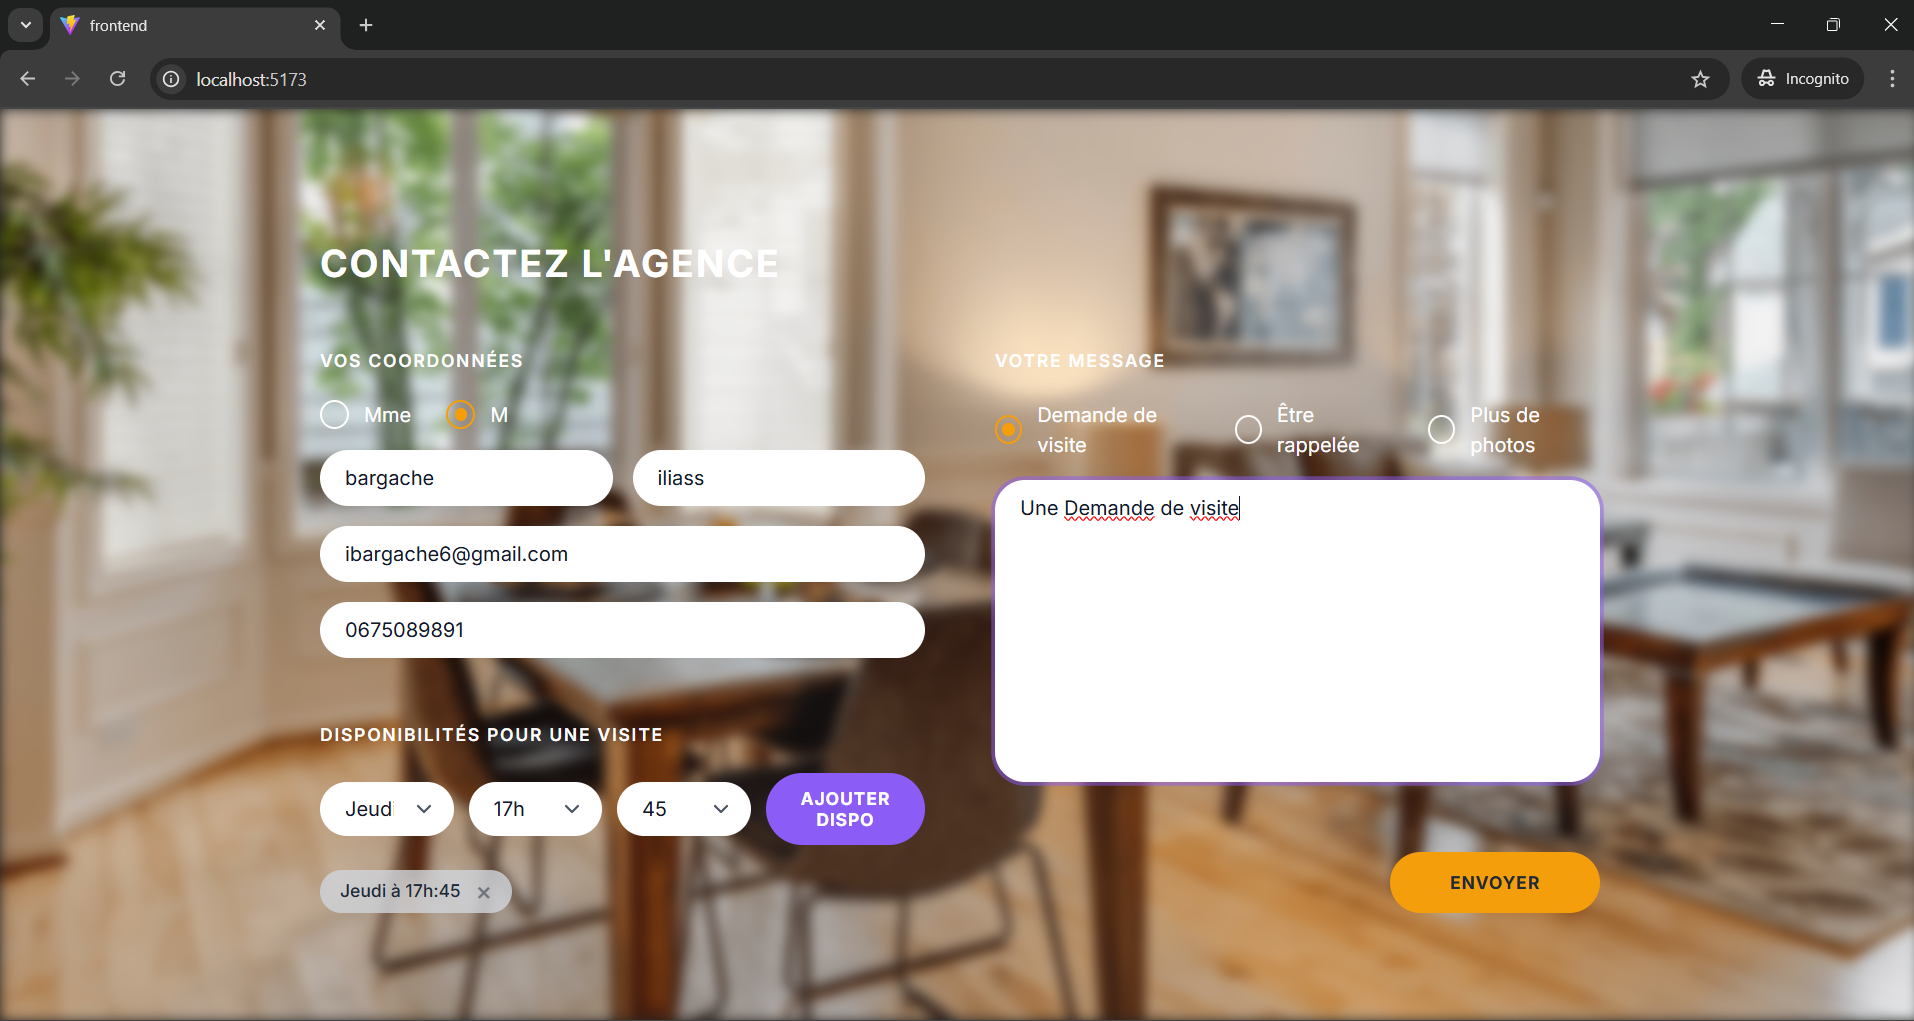 frontend
localhost:5173
Incognito
CONTACTEZ L'AGENCE
VOS COORDONNÉES
Mme M
bargache iliass
ibargache6@gmail.com
0675089891
DISPONIBILITÉS POUR UNE VISITE
Jeudi 17h 45 AJOUTER
DISPO
Jeudi à 17h:45
VOTRE MESSAGE
Demande de
visite
Être
rappelée
Plus de
photos
Une Demande de visite
ENVOYER